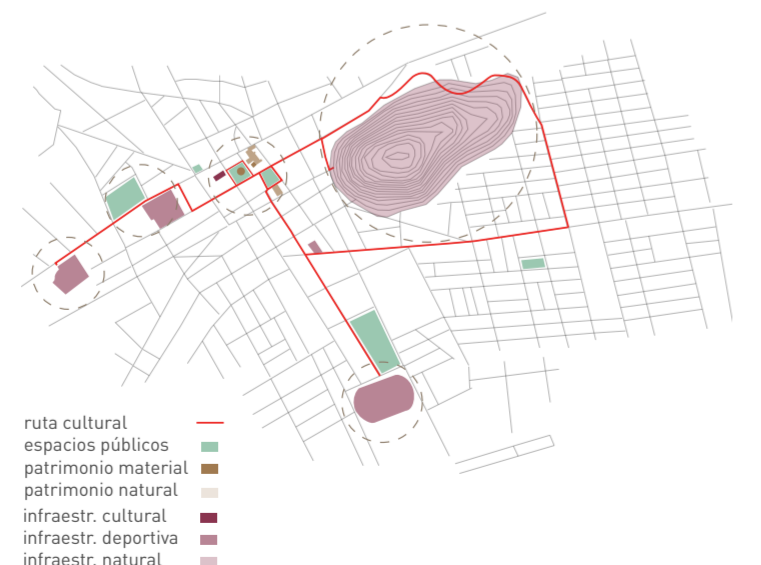 ruta cultural
espacios públicos
patrimonio material
patrimonio natural
infraestr. cultural
infraestr. deportiva
infraestr. natural